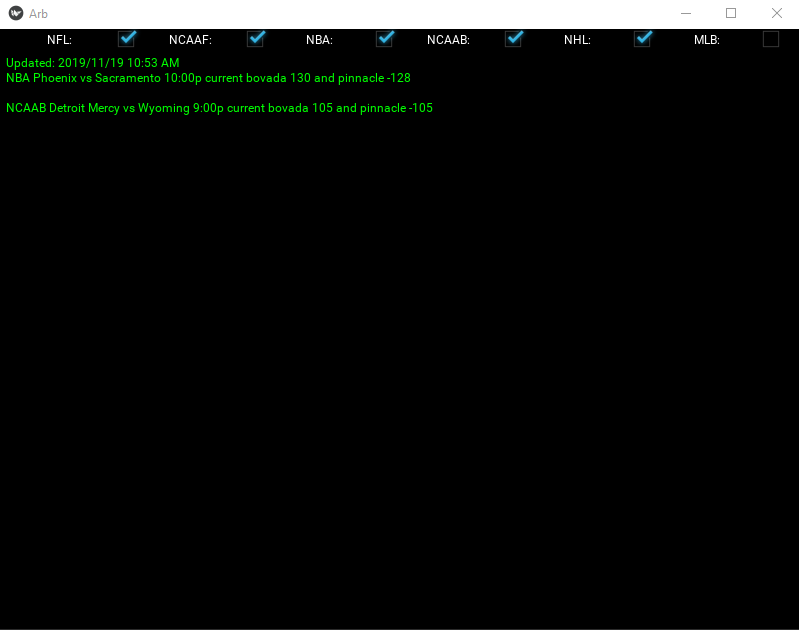 Arb
NFL: NCAAF: NBA: NCAAB: NHL: MLB:
Updated: 2019/11/19 10:53 AM
NBA Phoenix vs Sacramento 10:00p current bovada 130 and pinnacle -128
NCAAB Detroit Mercy vs Wyoming 9:00p current bovada 105 and pinnacle -105